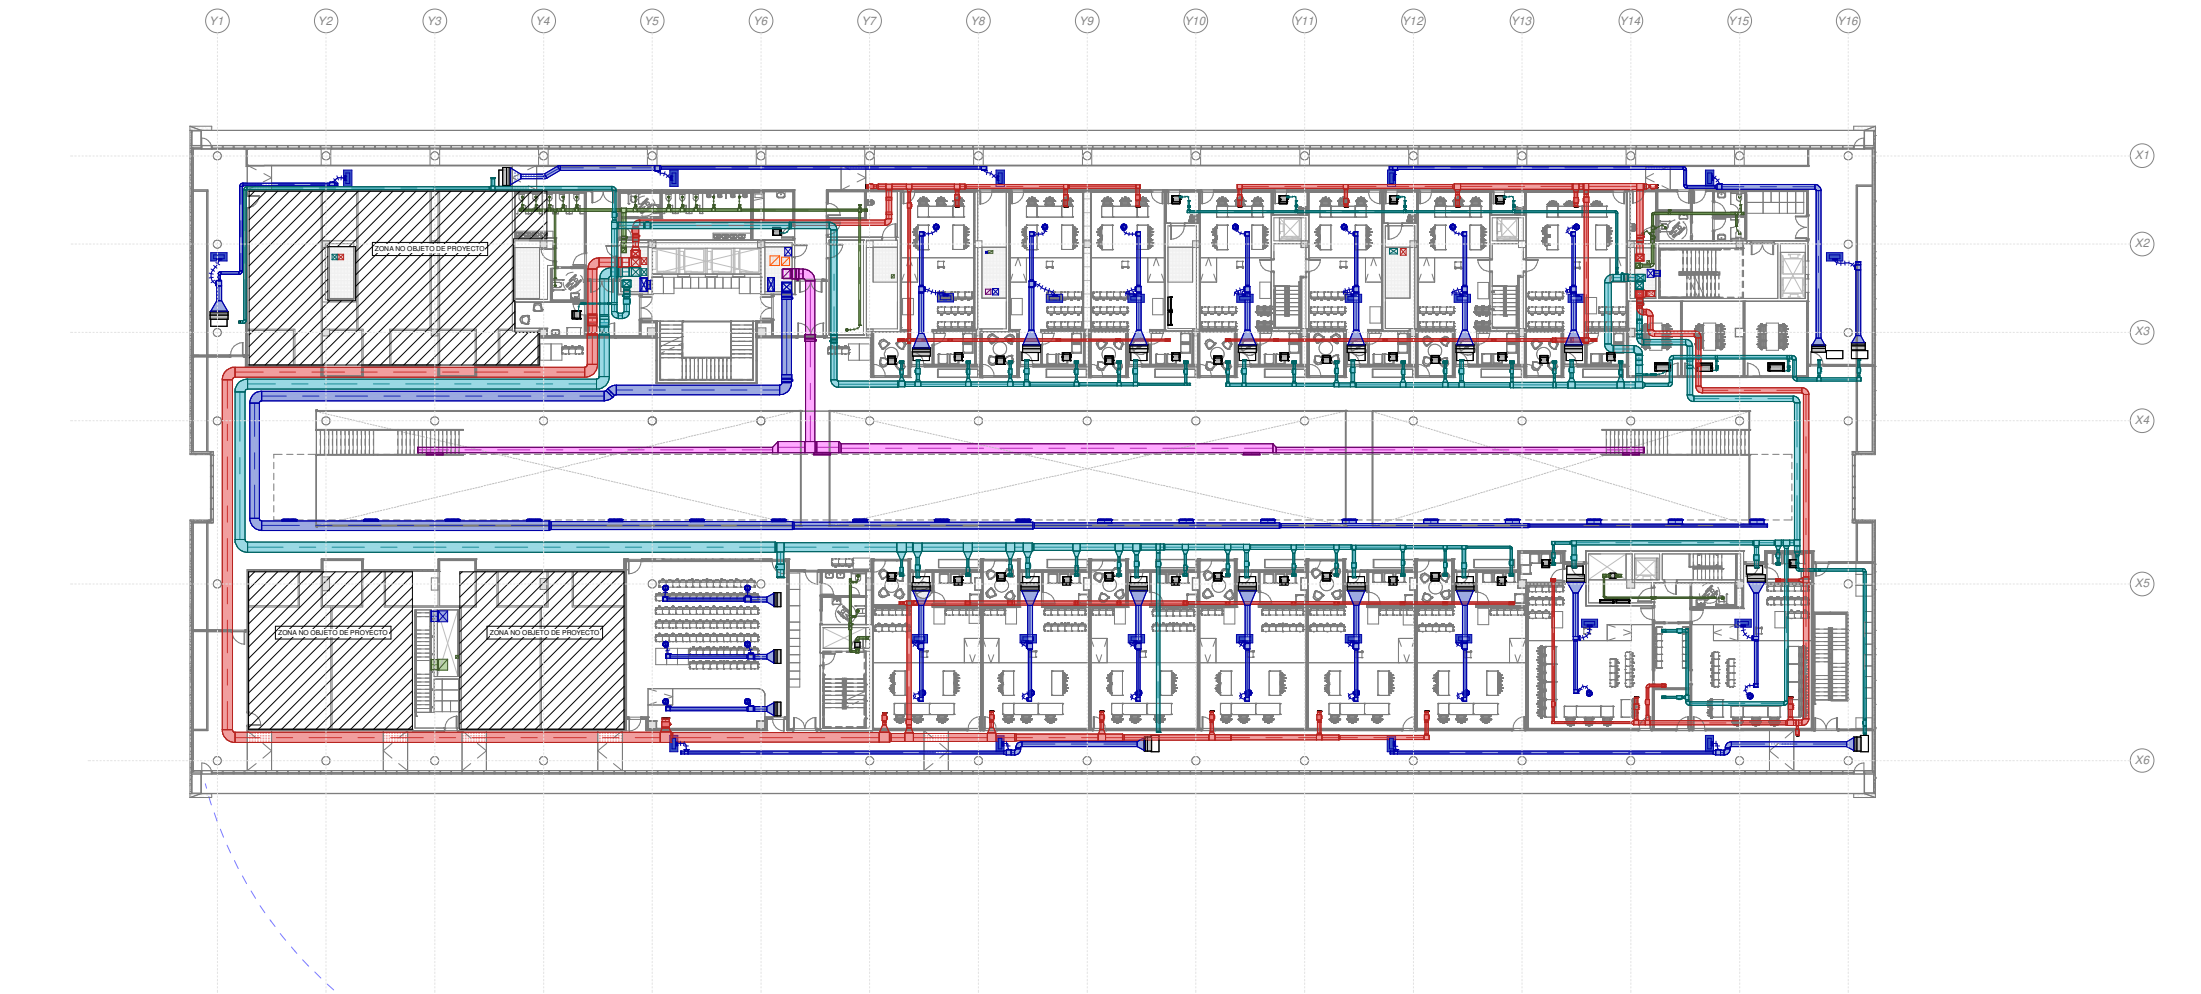 Y1 Y2 Y3 Y4 Y5 Y6 Y7 Y8 Y9 Y10 Y11 Y12 Y13 Y14 Y15 Y16
X1
X2
ZONA NO OBJETO DE PROYECTO
X3
X4
X5
ZONA NO OBJETO DE PROYECTO ZONA NO OBJETO DE PROYECTO
X6